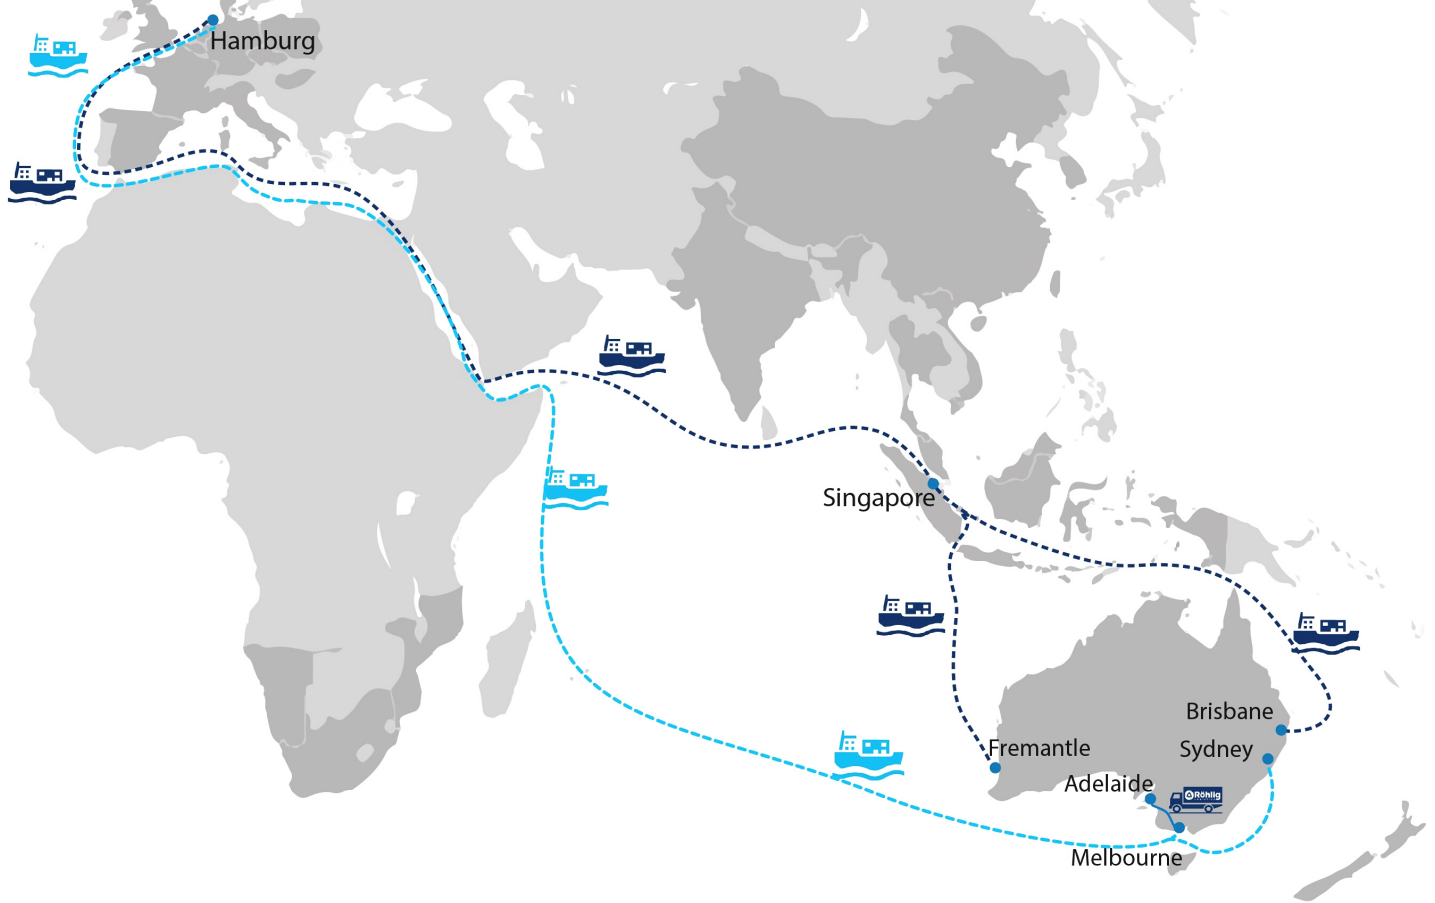 Hamburg
Singapore
Brisbane
Fremantle
Sydney
Adelaide
Röhlig
Melbourne